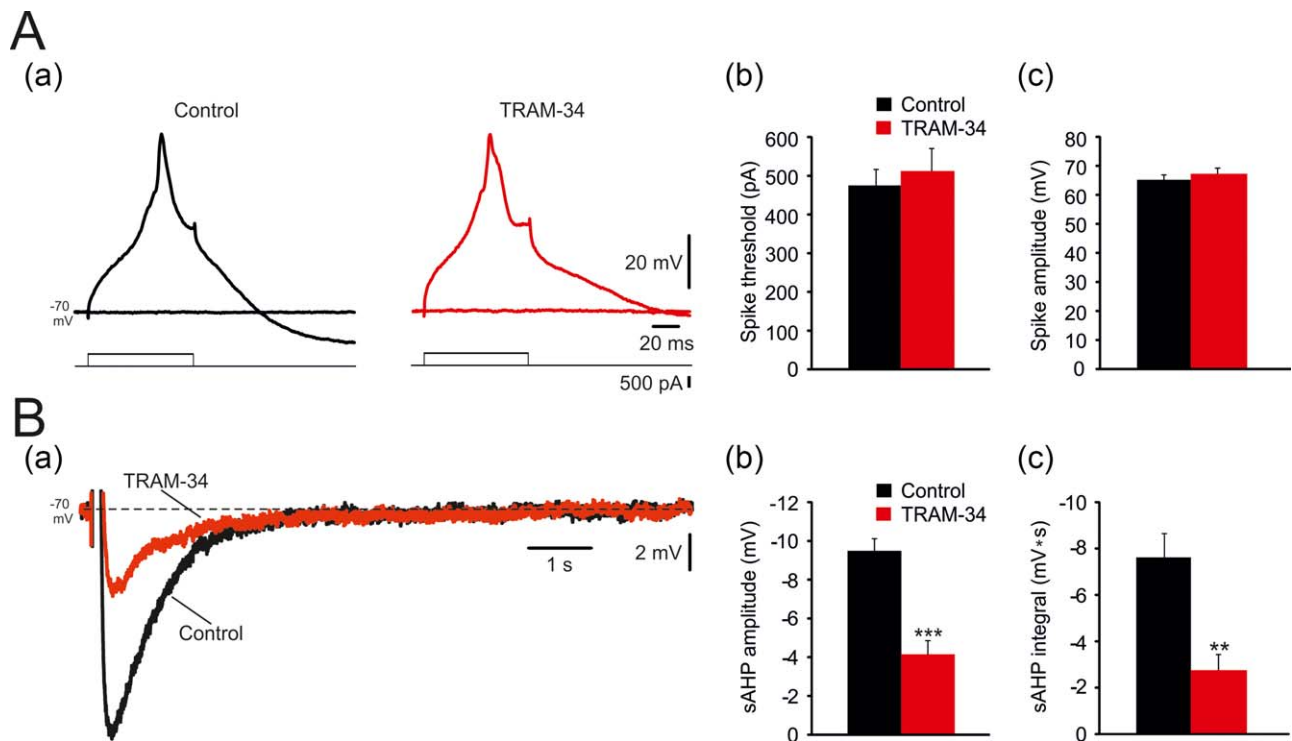 A
(a)
Control
TRAM-34
-70
mV
20 mV
20 ms
500 pA
(b)
Control
TRAM-34
Spike threshold (pA)
600
500
400
300
200
100
0
(c)
Spike amplitude (mV)
80
70
60
50
40
30
20
10
0
B
(a)
TRAM-34
-70
mV
Control
1 s
2 mV
(b)
Control
TRAM-34
sAHP amplitude (mV)
-12
-10
-8
-6
-4
-2
0
***
(c)
Control
TRAM-34
sAHP integral (mV*s)
-10
-8
-6
-4
-2
0
**